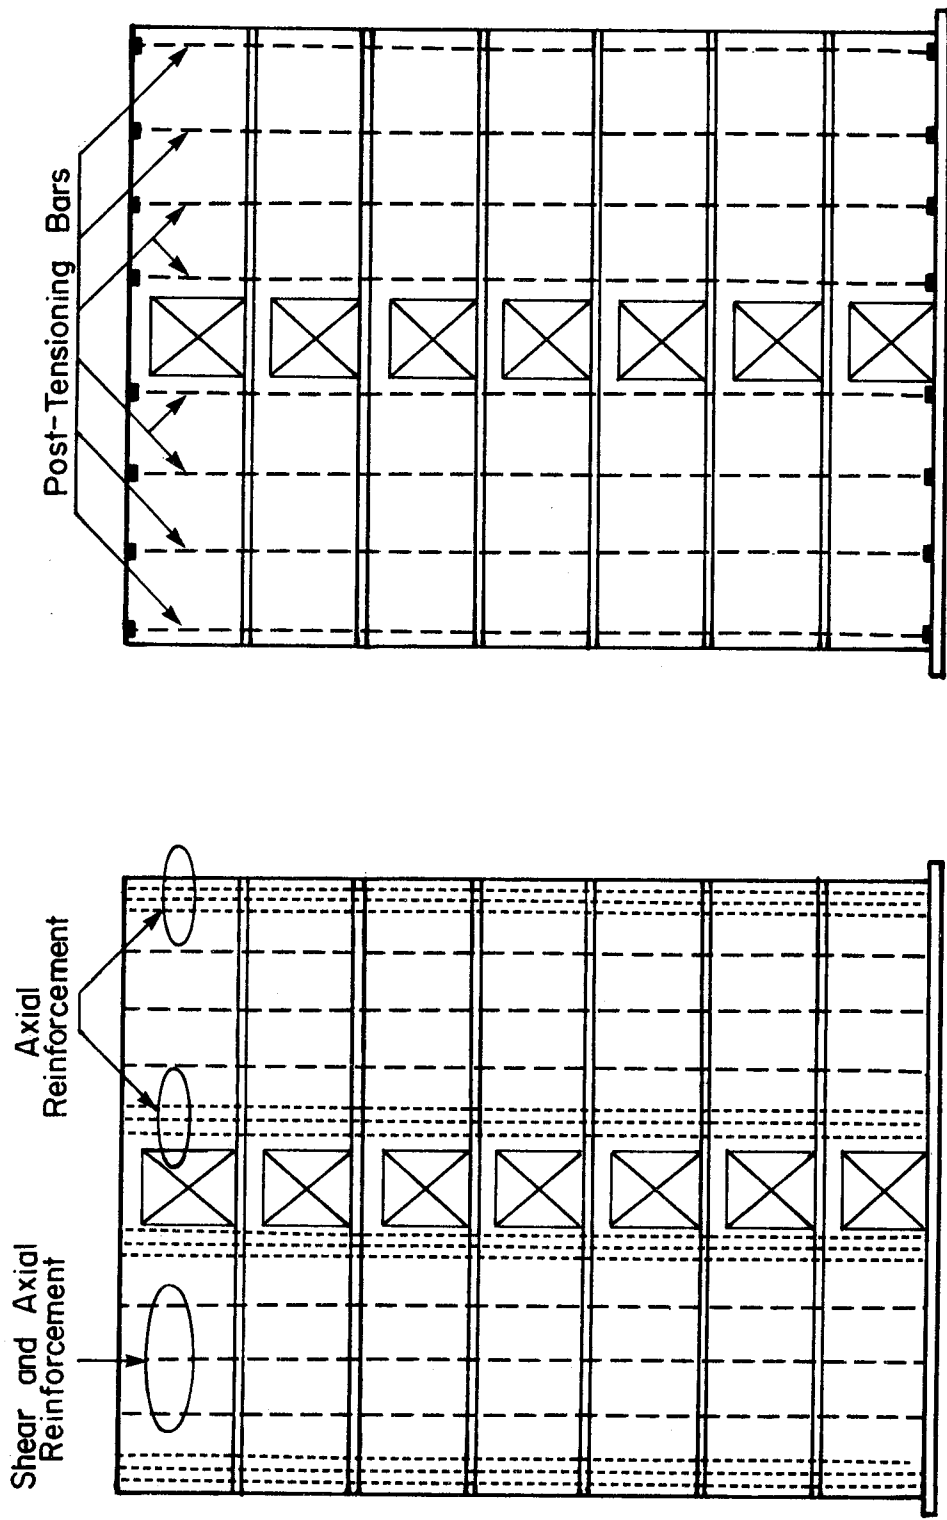 Shear and Axial
Reinforcement
Axial
Reinforcement
Post-Tensioning Bars